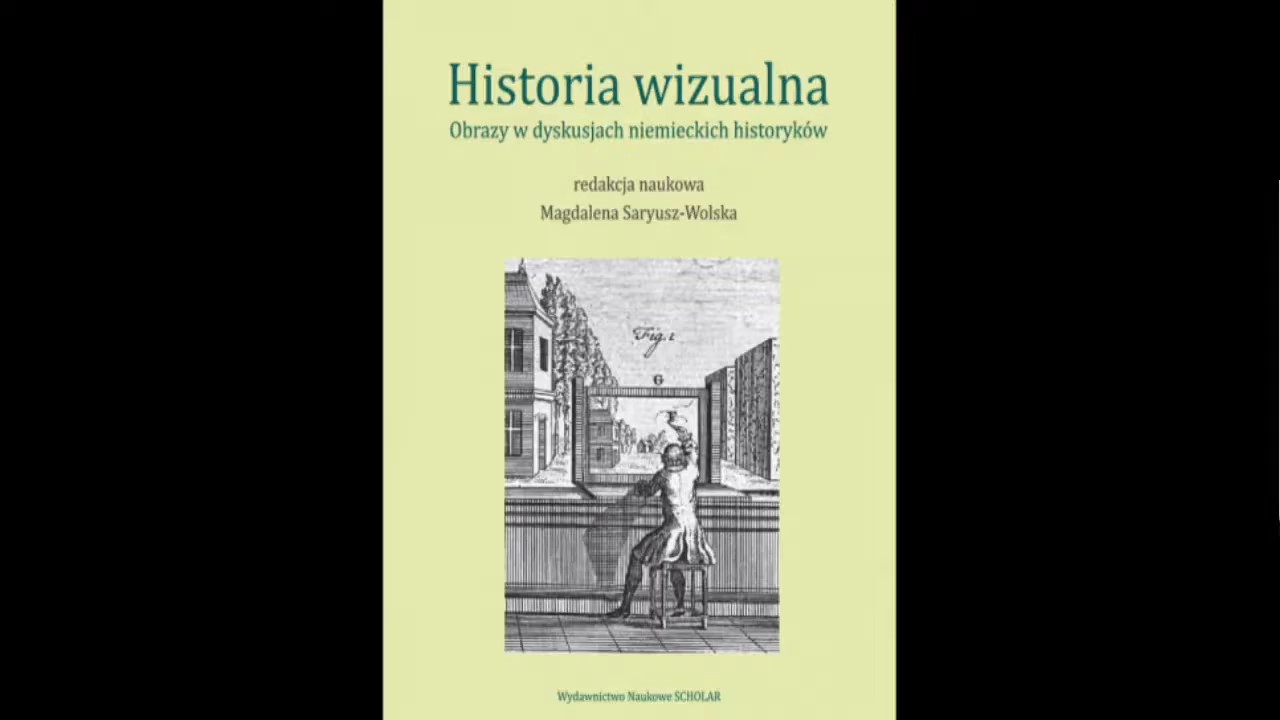 Historia wizualna
Obrazy w dyskusjach niemieckich historyków
redakcja naukowa
Magdalena Saryusz-Wolska
Fig. 1
G
Wydawnictwo Naukowe SCHOLAR